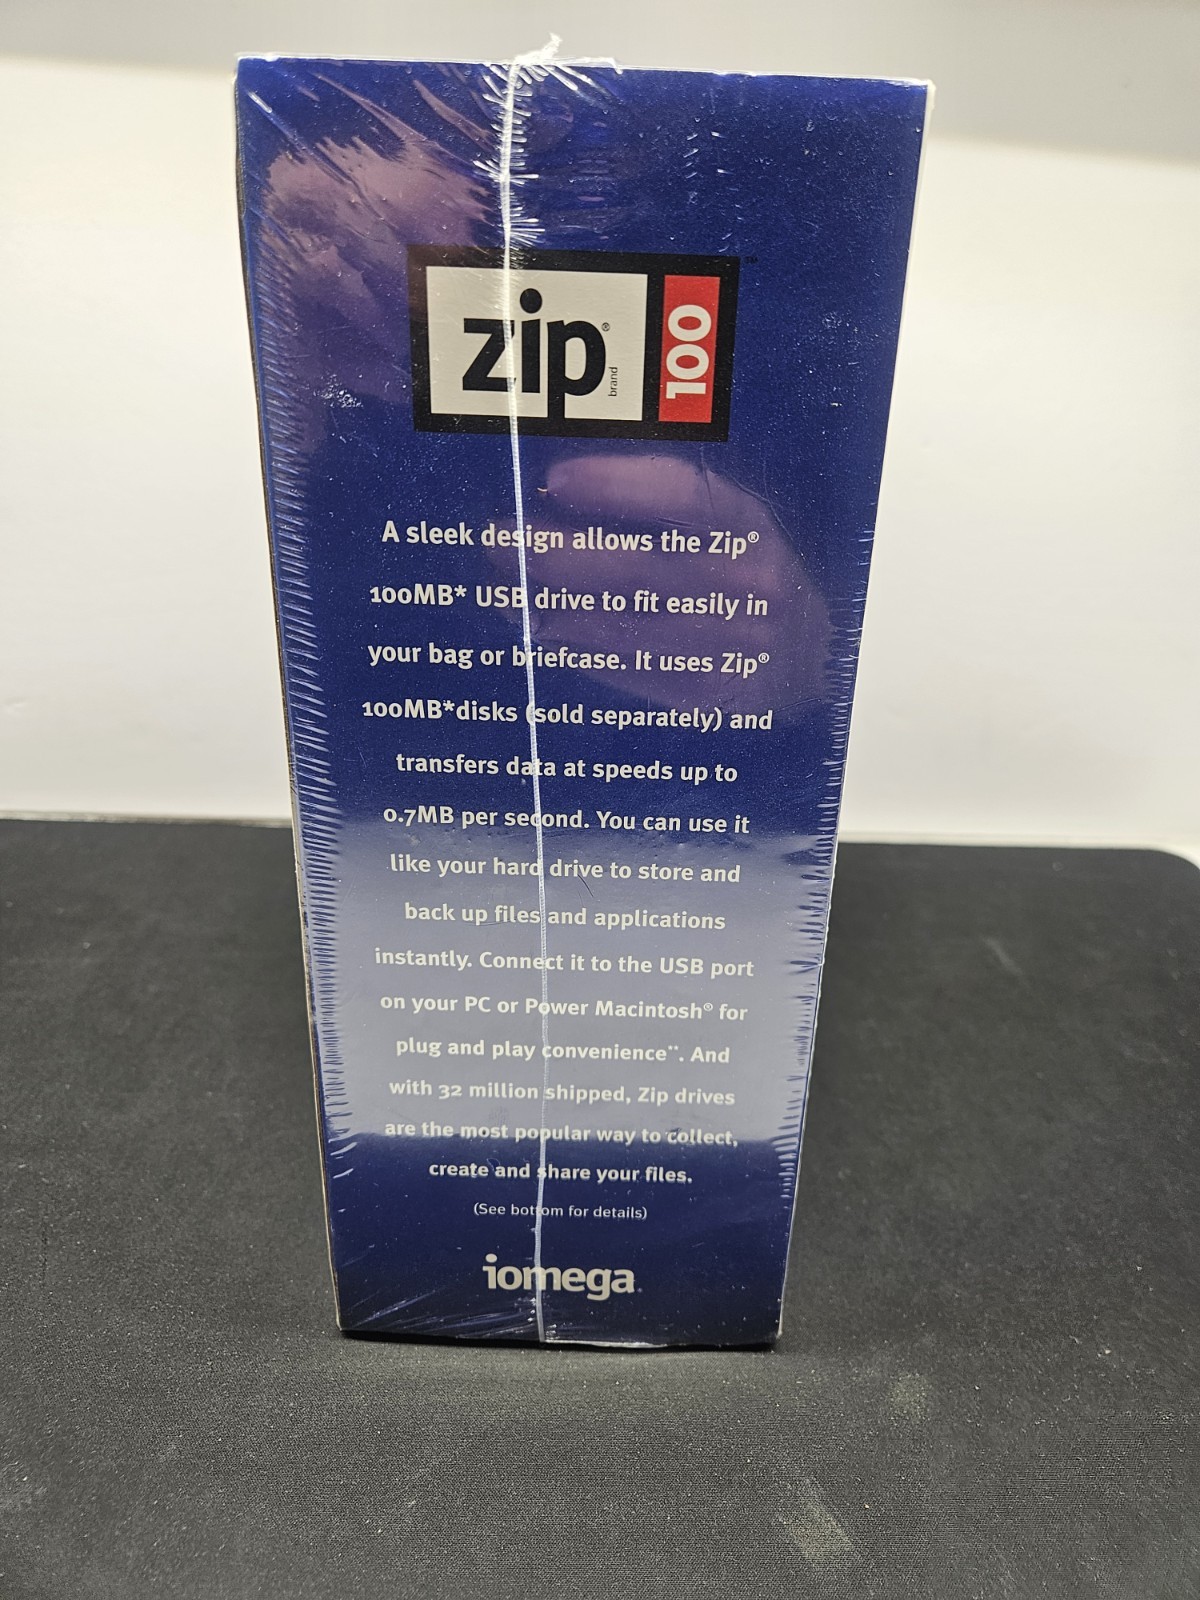 zip®
brand
100
™
A sleek design allows the Zip®
100MB* USB drive to fit easily in
your bag or briefcase. It uses Zip®
100MB*disks (sold separately) and
transfers data at speeds up to
0.7MB per second. You can use it
like your hard drive to store and
back up files and applications
instantly. Connect it to the USB port
on your PC or Power Macintosh® for
plug and play convenience**. And
with 32 million shipped, Zip drives
are the most popular way to collect,
create and share your files.
(See bottom for details)
iomega